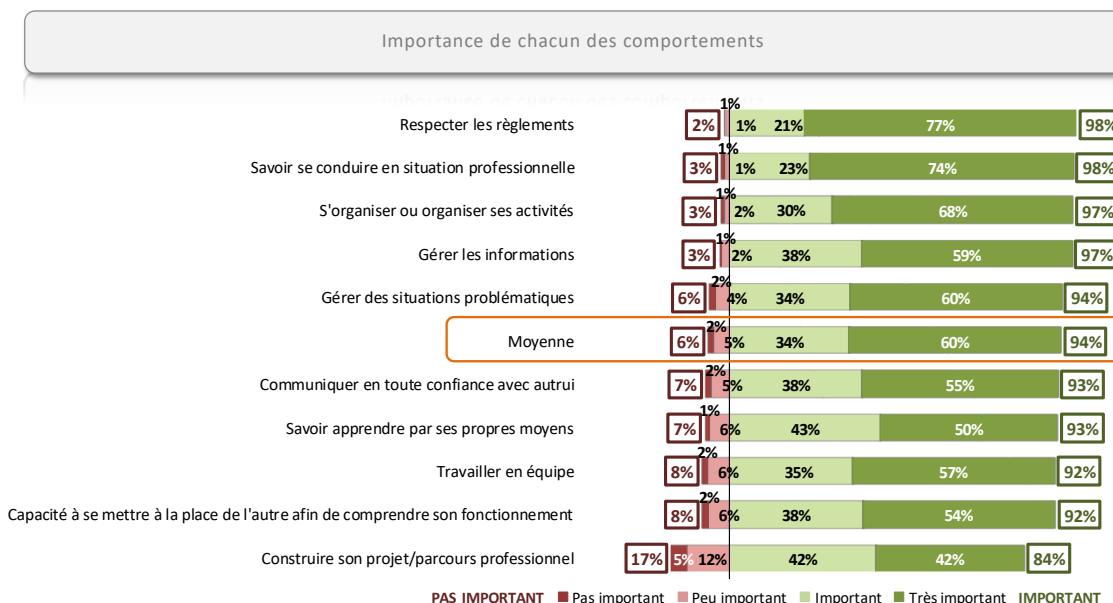 Importance de chacun des comportements
1%
Respecter les règlements 2% 1% 21% 77% 98%
1%
Savoir se conduire en situation professionnelle 3% 1% 23% 74% 98%
1%
S'organiser ou organiser ses activités 3% 2% 30% 68% 97%
1%
Gérer les informations 3% 2% 38% 59% 97%
2%
Gérer des situations problématiques 6% 4% 34% 60% 94%
2%
Moyenne 6% 5% 34% 60% 94%
2%
Communiquer en toute confiance avec autrui 7% 5% 38% 55% 93%
1%
Savoir apprendre par ses propres moyens 7% 6% 43% 50% 93%
2%
Travailler en équipe 8% 6% 35% 57% 92%
2%
Capacité à se mettre à la place de l'autre afin de comprendre son fonctionnement 8% 6% 38% 54% 92%
Construire son projet/parcours professionnel 17% 5% 12% 42% 42% 84%
PAS IMPORTANT Pas important Peu important Important Très important IMPORTANT